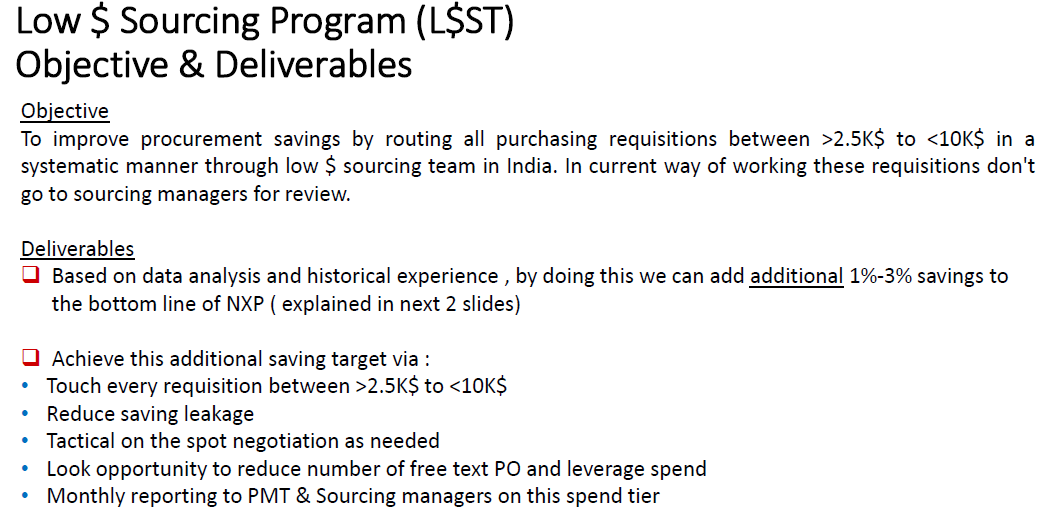 Low $ Sourcing Program (L$ST)
Objective & Deliverables
Objective
To improve procurement savings by routing all purchasing requisitions between >2.5K$ to <10K$ in a
systematic manner through low $ sourcing team in India. In current way of working these requisitions don't
go to sourcing managers for review.
Deliverables
Based on data analysis and historical experience , by doing this we can add additional 1%-3% savings to
the bottom line of NXP ( explained in next 2 slides)
Achieve this additional saving target via :
• Touch every requisition between >2.5K$ to <10K$
• Reduce saving leakage
• Tactical on the spot negotiation as needed
• Look opportunity to reduce number of free text PO and leverage spend
• Monthly reporting to PMT & Sourcing managers on this spend tier